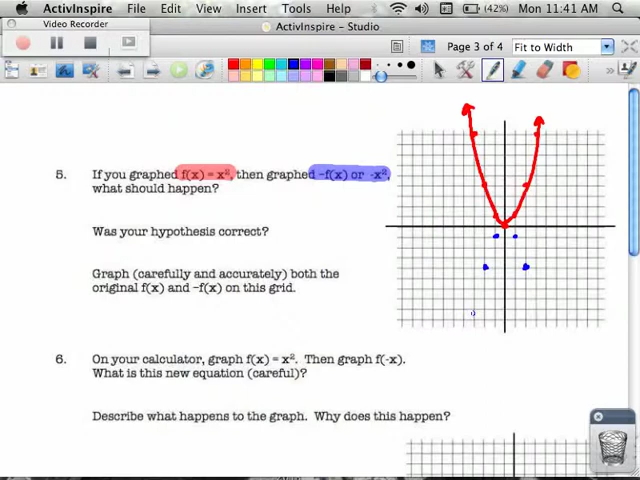 ActivInspire File Edit View Insert Tools Help (42%) Mon 11:41 AM
Video Recorder
ActivInspire - Studio
Page 3 of 4 Fit to Width
5. If you graphed f(x) = x², then graphed -f(x) or -x²,
what should happen?
Was your hypothesis correct?
Graph (carefully and accurately) both the
original f(x) and -f(x) on this grid.
6. On your calculator, graph f(x) = x². Then graph f(-x).
What is this new equation (careful)?
Describe what happens to the graph. Why does this happen?